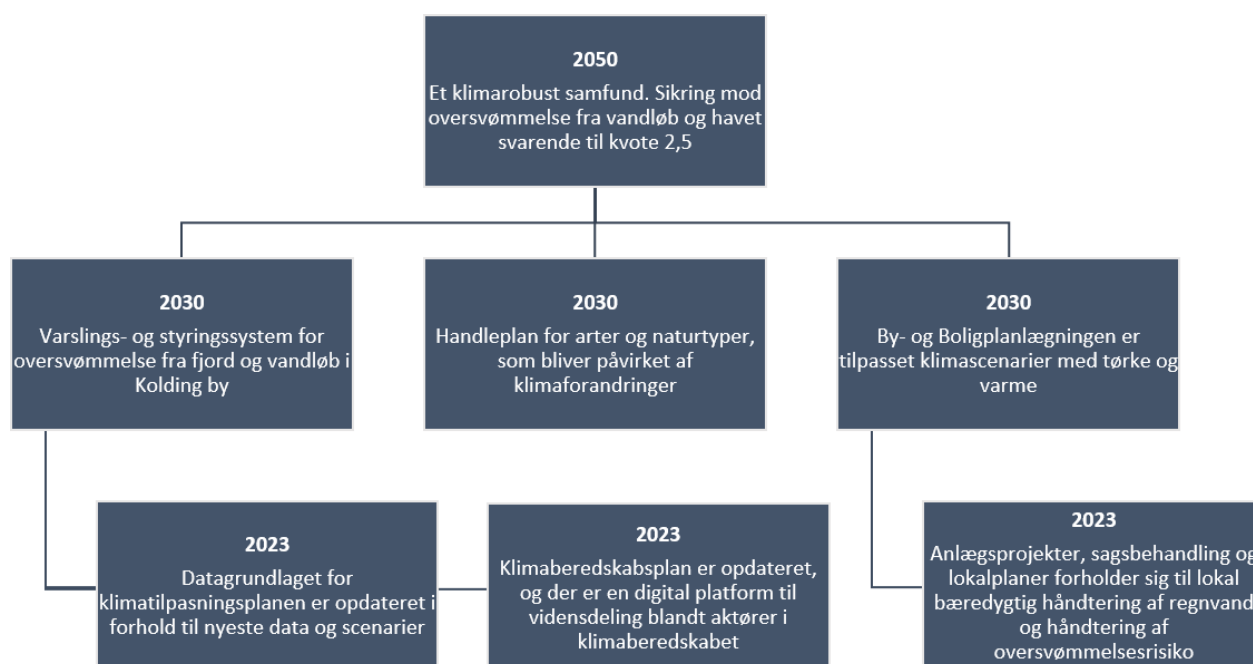 2050
Et klimarobust samfund. Sikring mod
oversvømmelse fra vandløb og havet
svarende til kvote 2,5
2030
Varslings- og styringssystem for
oversvømmelse fra fjord og vandløb i
Kolding by
2030
Handleplan for arter og naturtyper,
som bliver påvirket af
klimaforandringer
2030
By- og Boligplanlægningen er
tilpasset klimascenarier med tørke og
varme
2023
Datagrundlaget for
klimatilpasningsplanen er opdateret i
forhold til nyeste data og scenarier
2023
Klimaberedskabsplan er opdateret,
og der er en digital platform til
vidensdeling blandt aktører i
klimaberedskabet
2023
Anlægsprojekter, sagsbehandling og
lokalplaner forholder sig til lokal
bæredygtig håndtering af regnvand
og håndtering af
oversvømmelsesrisiko